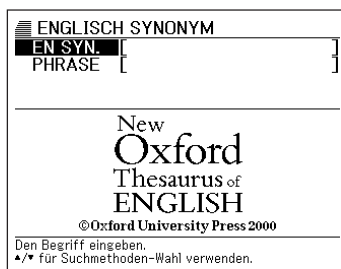 ENGLISCH SYNONYM
EN SYN. [ ]
PHRASE [ ]
New
Oxford
Thesaurus of
ENGLISH
©Oxford University Press 2000
Den Begriff eingeben.
▲/▼ für Suchmethoden-Wahl verwenden.